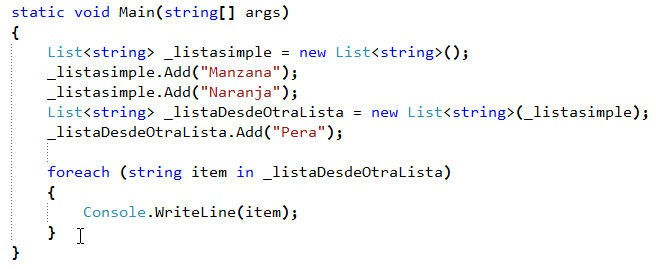 static void Main(string[] args)
{
List<string> _listasimple = new List<string>();
_listasimple.Add("Manzana");
_listasimple.Add("Naranja");
List<string> _listaDesdeOtraLista = new List<string>(_listasimple);
_listaDesdeOtraLista.Add("Pera");
foreach (string item in _listaDesdeOtraLista)
{
Console.WriteLine(item);
}
}